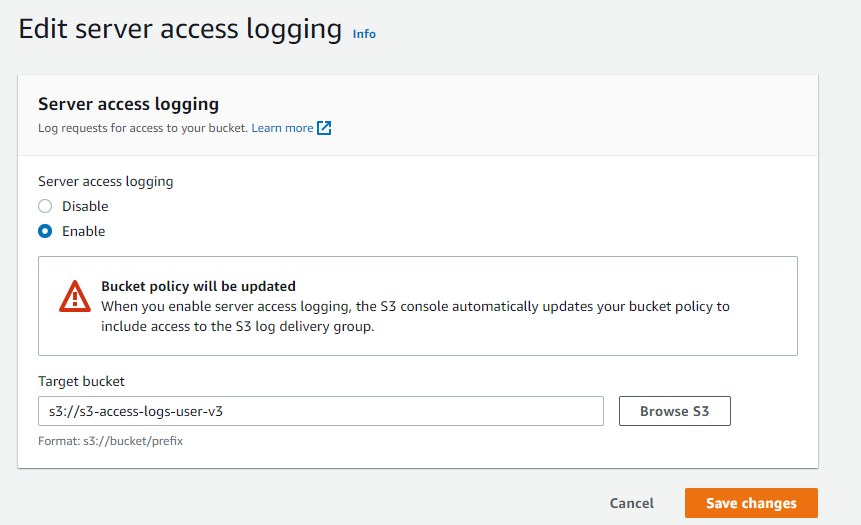 Edit server access logging Info
Server access logging
Log requests for access to your bucket. Learn more
Server access logging
Disable
Enable
Bucket policy will be updated
When you enable server access logging, the S3 console automatically updates your bucket policy to
include access to the S3 log delivery group.
Target bucket
s3://s3-access-logs-user-v3
Browse S3
Format: s3://bucket/prefix
Cancel
Save changes